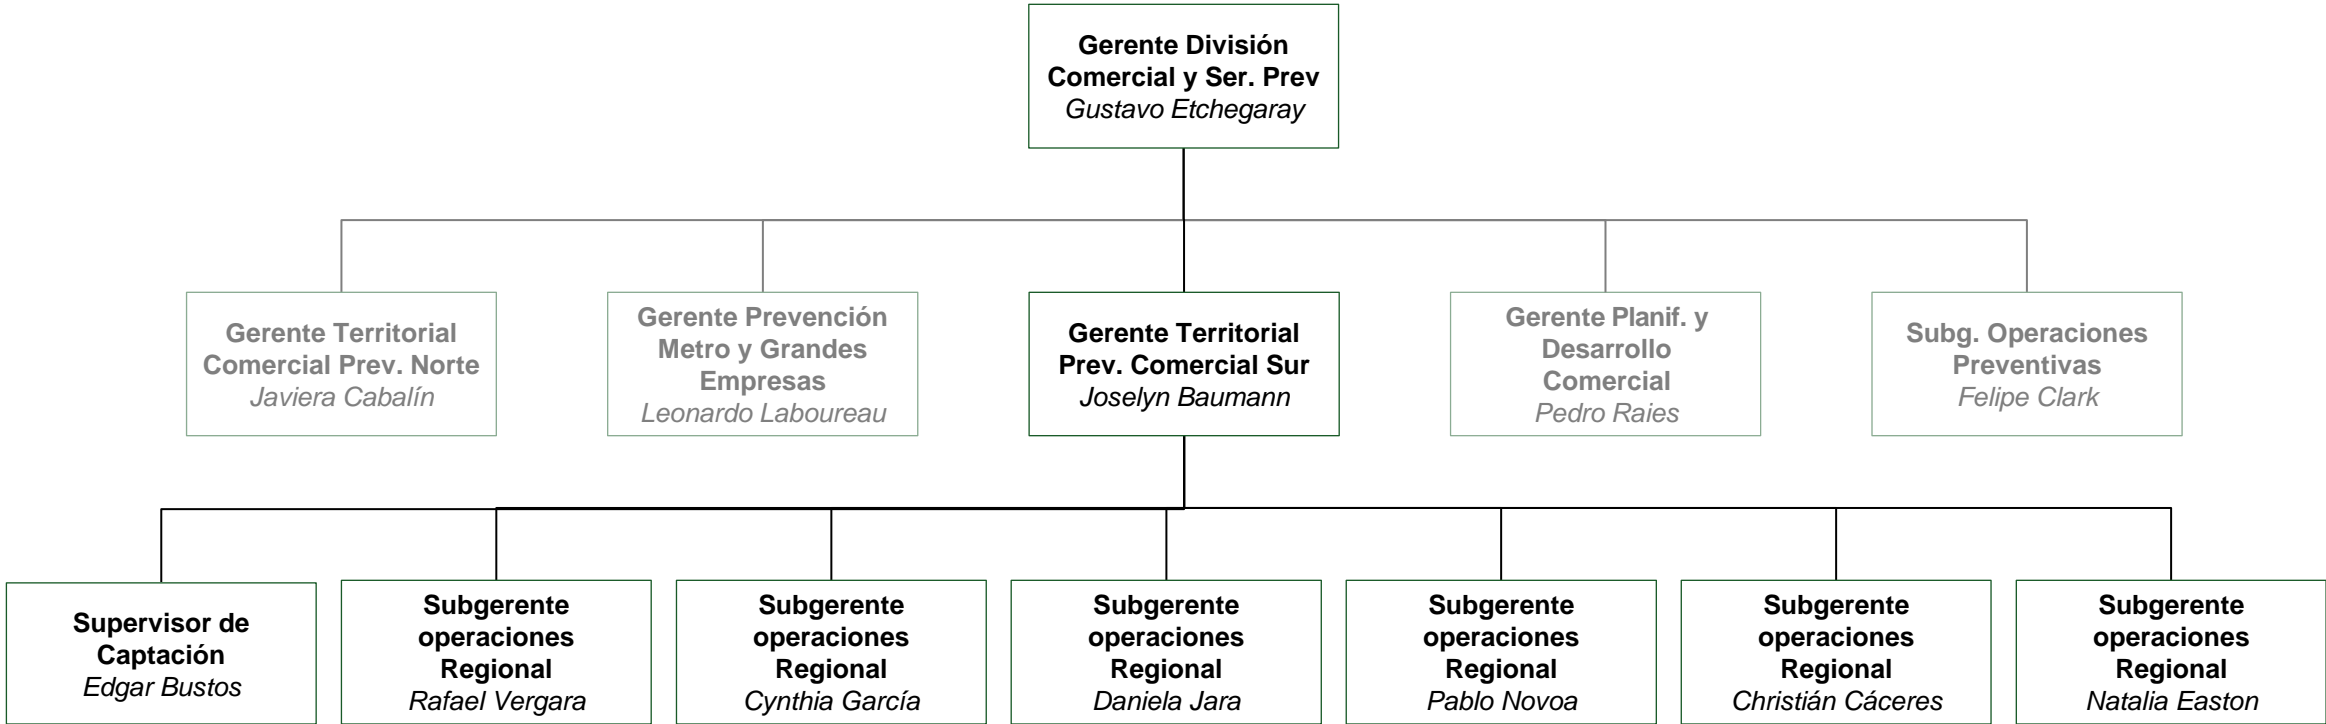 Gerente División
Comercial y Ser. Prev
Gustavo Etchegaray
Gerente Territorial
Comercial Prev. Norte
Javiera Cabalín
Gerente Prevención
Metro y Grandes
Empresas
Leonardo Laboureau
Gerente Territorial
Prev. Comercial Sur
Joselyn Baumann
Gerente Planif. y
Desarrollo
Comercial
Pedro Raies
Subg. Operaciones
Preventivas
Felipe Clark
Supervisor de
Captación
Edgar Bustos
Subgerente
operaciones
Regional
Rafael Vergara
Subgerente
operaciones
Regional
Cynthia García
Subgerente
operaciones
Regional
Daniela Jara
Subgerente
operaciones
Regional
Pablo Novoa
Subgerente
operaciones
Regional
Christián Cáceres
Subgerente
operaciones
Regional
Natalia Easton